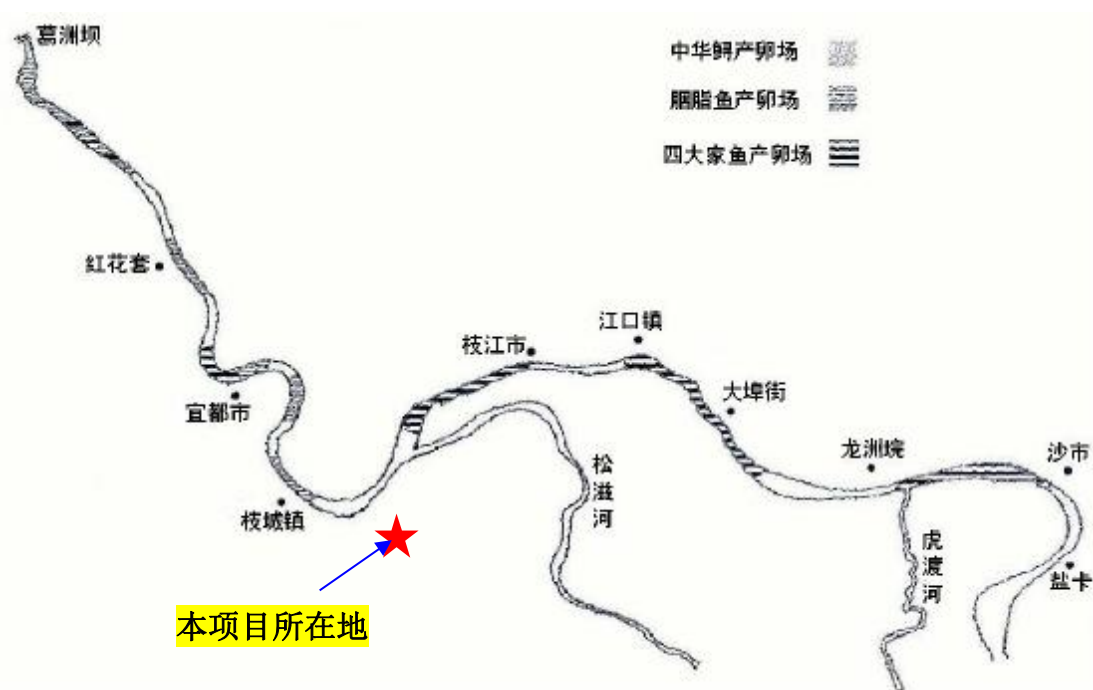 葛洲坝
中华鲟产卵场
胭脂鱼产卵场
四大家鱼产卵场
红花套
江口镇
枝江市
大埠街
宜都市
龙洲垸
沙市
松滋河
枝城镇
虎渡河
盐卡
本项目所在地